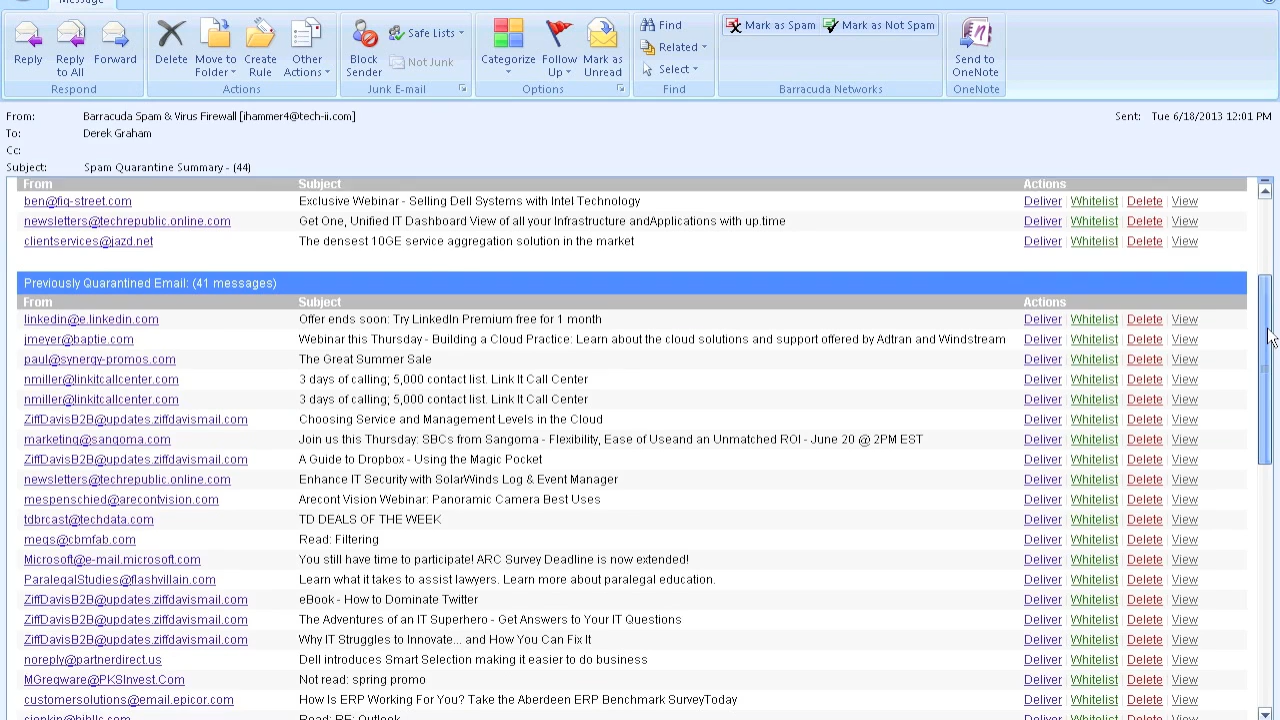 Message
Reply
Reply to All
Forward
Respond
Delete
Move to Folder
Create Rule
Other Actions
Actions
Block Sender
Safe Lists
Not Junk
Junk E-mail
Categorize
Follow Up
Mark as Unread
Options
Find
Related
Select
Find
Mark as Spam Mark as Not Spam
Barracuda Networks
Send to OneNote
OneNote
From: Barracuda Spam & Virus Firewall [ihammer4@tech-ii.com] Sent: Tue 6/18/2013 12:01 PM
To: Derek Graham
Cc:
Subject: Spam Quarantine Summary - (44)
From Subject Actions
ben@fig-street.com Exclusive Webinar - Selling Dell Systems with Intel Technology Deliver | Whitelist | Delete | View
newsletters@techrepublic.online.com Get One, Unified IT Dashboard View of all your Infrastructure andApplications with up.time Deliver | Whitelist | Delete | View
clientservices@jazd.net The densest 10GE service aggregation solution in the market Deliver | Whitelist | Delete | View
Previously Quarantined Email: (41 messages)
From Subject Actions
linkedin@e.linkedin.com Offer ends soon: Try LinkedIn Premium free for 1 month Deliver | Whitelist | Delete | View
jmeyer@baptie.com Webinar this Thursday - Building a Cloud Practice: Learn about the cloud solutions and support offered by Adtran and Windstream Deliver | Whitelist | Delete | View
paul@synergy-promos.com The Great Summer Sale Deliver | Whitelist | Delete | View
nmiller@linkitcallcenter.com 3 days of calling; 5,000 contact list. Link It Call Center Deliver | Whitelist | Delete | View
nmiller@linkitcallcenter.com 3 days of calling; 5,000 contact list. Link It Call Center Deliver | Whitelist | Delete | View
ZiffDavisB2B@updates.ziffdavismail.com Choosing Service and Management Levels in the Cloud Deliver | Whitelist | Delete | View
marketing@sangoma.com Join us this Thursday: SBCs from Sangoma - Flexibility, Ease of Useand an Unmatched ROI - June 20 @ 2PM EST Deliver | Whitelist | Delete | View
ZiffDavisB2B@updates.ziffdavismail.com A Guide to Dropbox - Using the Magic Pocket Deliver | Whitelist | Delete | View
newsletters@techrepublic.online.com Enhance IT Security with SolarWinds Log & Event Manager Deliver | Whitelist | Delete | View
mespenschied@arecontvision.com Arecont Vision Webinar: Panoramic Camera Best Uses Deliver | Whitelist | Delete | View
tdbrcast@techdata.com TD DEALS OF THE WEEK Deliver | Whitelist | Delete | View
megs@cbmfab.com Read: Filtering Deliver | Whitelist | Delete | View
Microsoft@e-mail.microsoft.com You still have time to participate! ARC Survey Deadline is now extended! Deliver | Whitelist | Delete | View
ParalegalStudies@flashvillain.com Learn what it takes to assist lawyers. Learn more about paralegal education. Deliver | Whitelist | Delete | View
ZiffDavisB2B@updates.ziffdavismail.com eBook - How to Dominate Twitter Deliver | Whitelist | Delete | View
ZiffDavisB2B@updates.ziffdavismail.com The Adventures of an IT Superhero - Get Answers to Your IT Questions Deliver | Whitelist | Delete | View
ZiffDavisB2B@updates.ziffdavismail.com Why IT Struggles to Innovate... and How You Can Fix It Deliver | Whitelist | Delete | View
noreply@partnerdirect.us Dell introduces Smart Selection making it easier to do business Deliver | Whitelist | Delete | View
MGregware@PKSInvest.Com Not read: spring promo Deliver | Whitelist | Delete | View
customersolutions@email.epicor.com How Is ERP Working For You? Take the Aberdeen ERP Benchmark SurveyToday Deliver | Whitelist | Delete | View
Read: RE: Outlook Deliver | Whitelist | Delete | View